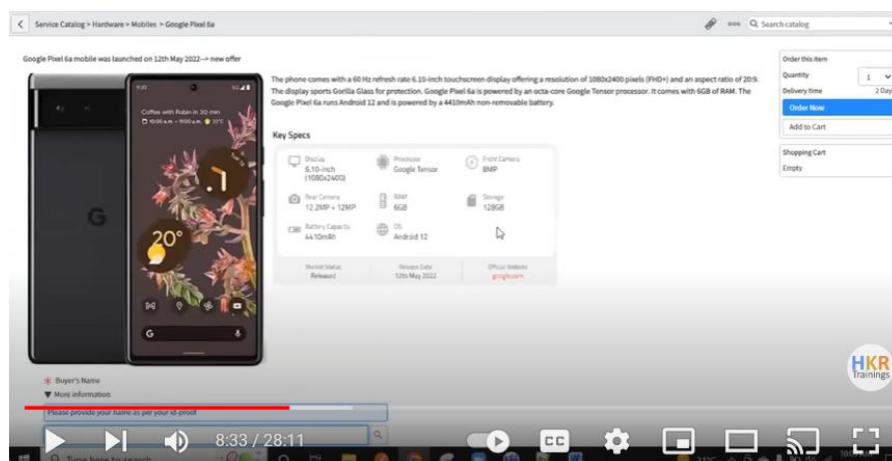 Service Catalog > Hardware > Mobiles > Google Pixel 6a
Search catalog
Google Pixel 6a mobile was launched on 12th May 2022--> new offer
The phone comes with a 60 Hz refresh rate 6.10-inch touchscreen display offering a resolution of 1080x2400 pixels (FHD+) and an aspect ratio of 20:9.
The display sports Gorilla Glass for protection. Google Pixel 6a is powered by an octa-core Google Tensor processor. It comes with 6GB of RAM. The
Google Pixel 6a runs Android 12 and is powered by a 4410mAh non-removable battery.
Order this item
Quantity 1
Delivery time 2 Day
Order Now
Add to Cart
Shopping Cart
Empty
Coffee with Robin in 30 min
20°
G
G
Key Specs
Display
6.10-inch
(1080x2400)
Processor
Google Tensor
Front Camera
8MP
Rear Camera
12.2MP + 12MP
RAM
6GB
Storage
128GB
Battery Capacity
4410mAh
OS
Android 12
Market Status
Released
Release Date
12th May 2022
Official Website
google.com
HKR
Trainings
Buyer's Name
More information
Please provide your name as per your id-proof
8:33 / 28:11
CC
Type here to search